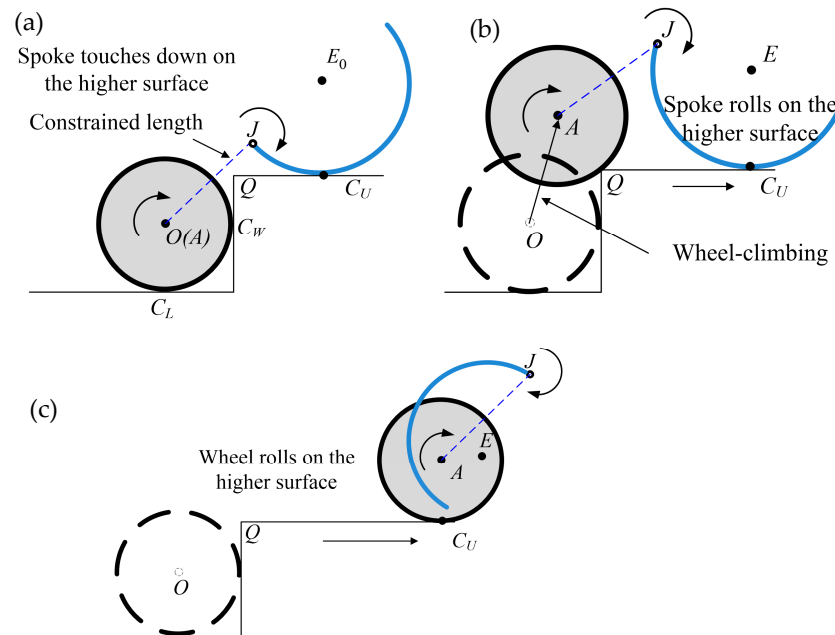 (a)
Spoke touches down on
the higher surface
Constrained length
E0
J
Q
CU
CW
O(A)
CL
(b)
J
E
Spoke rolls on the
higher surface
A
Q
CU
O
Wheel-climbing
(c)
J
Wheel rolls on the
higher surface
E
A
Q
CU
O